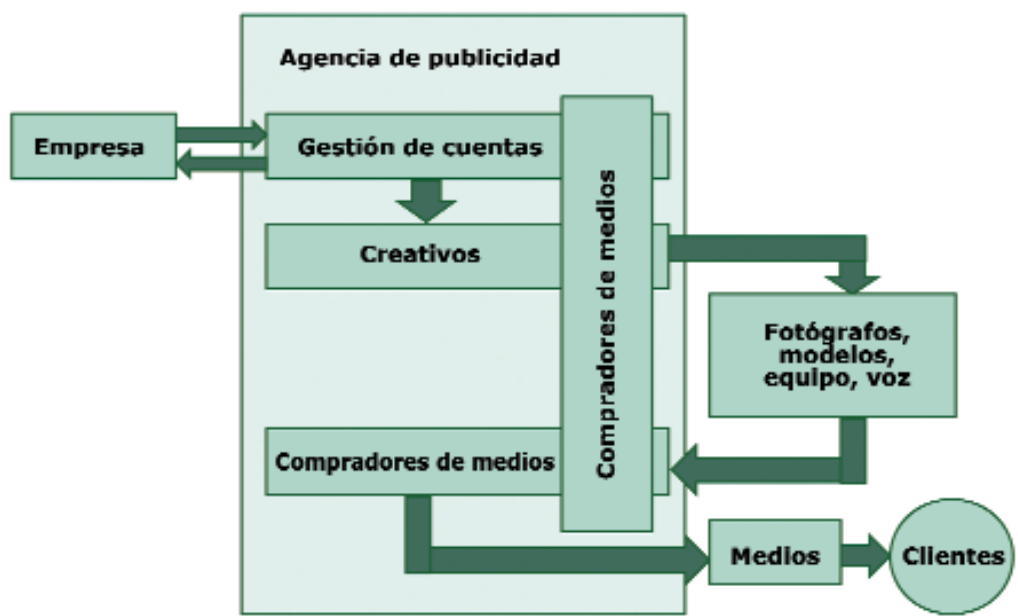 Agencia de publicidad
Empresa
Gestión de cuentas
Creativos
Compradores de medios
Fotógrafos,
modelos,
equipo, voz
Compradores de medios
Medios
Clientes